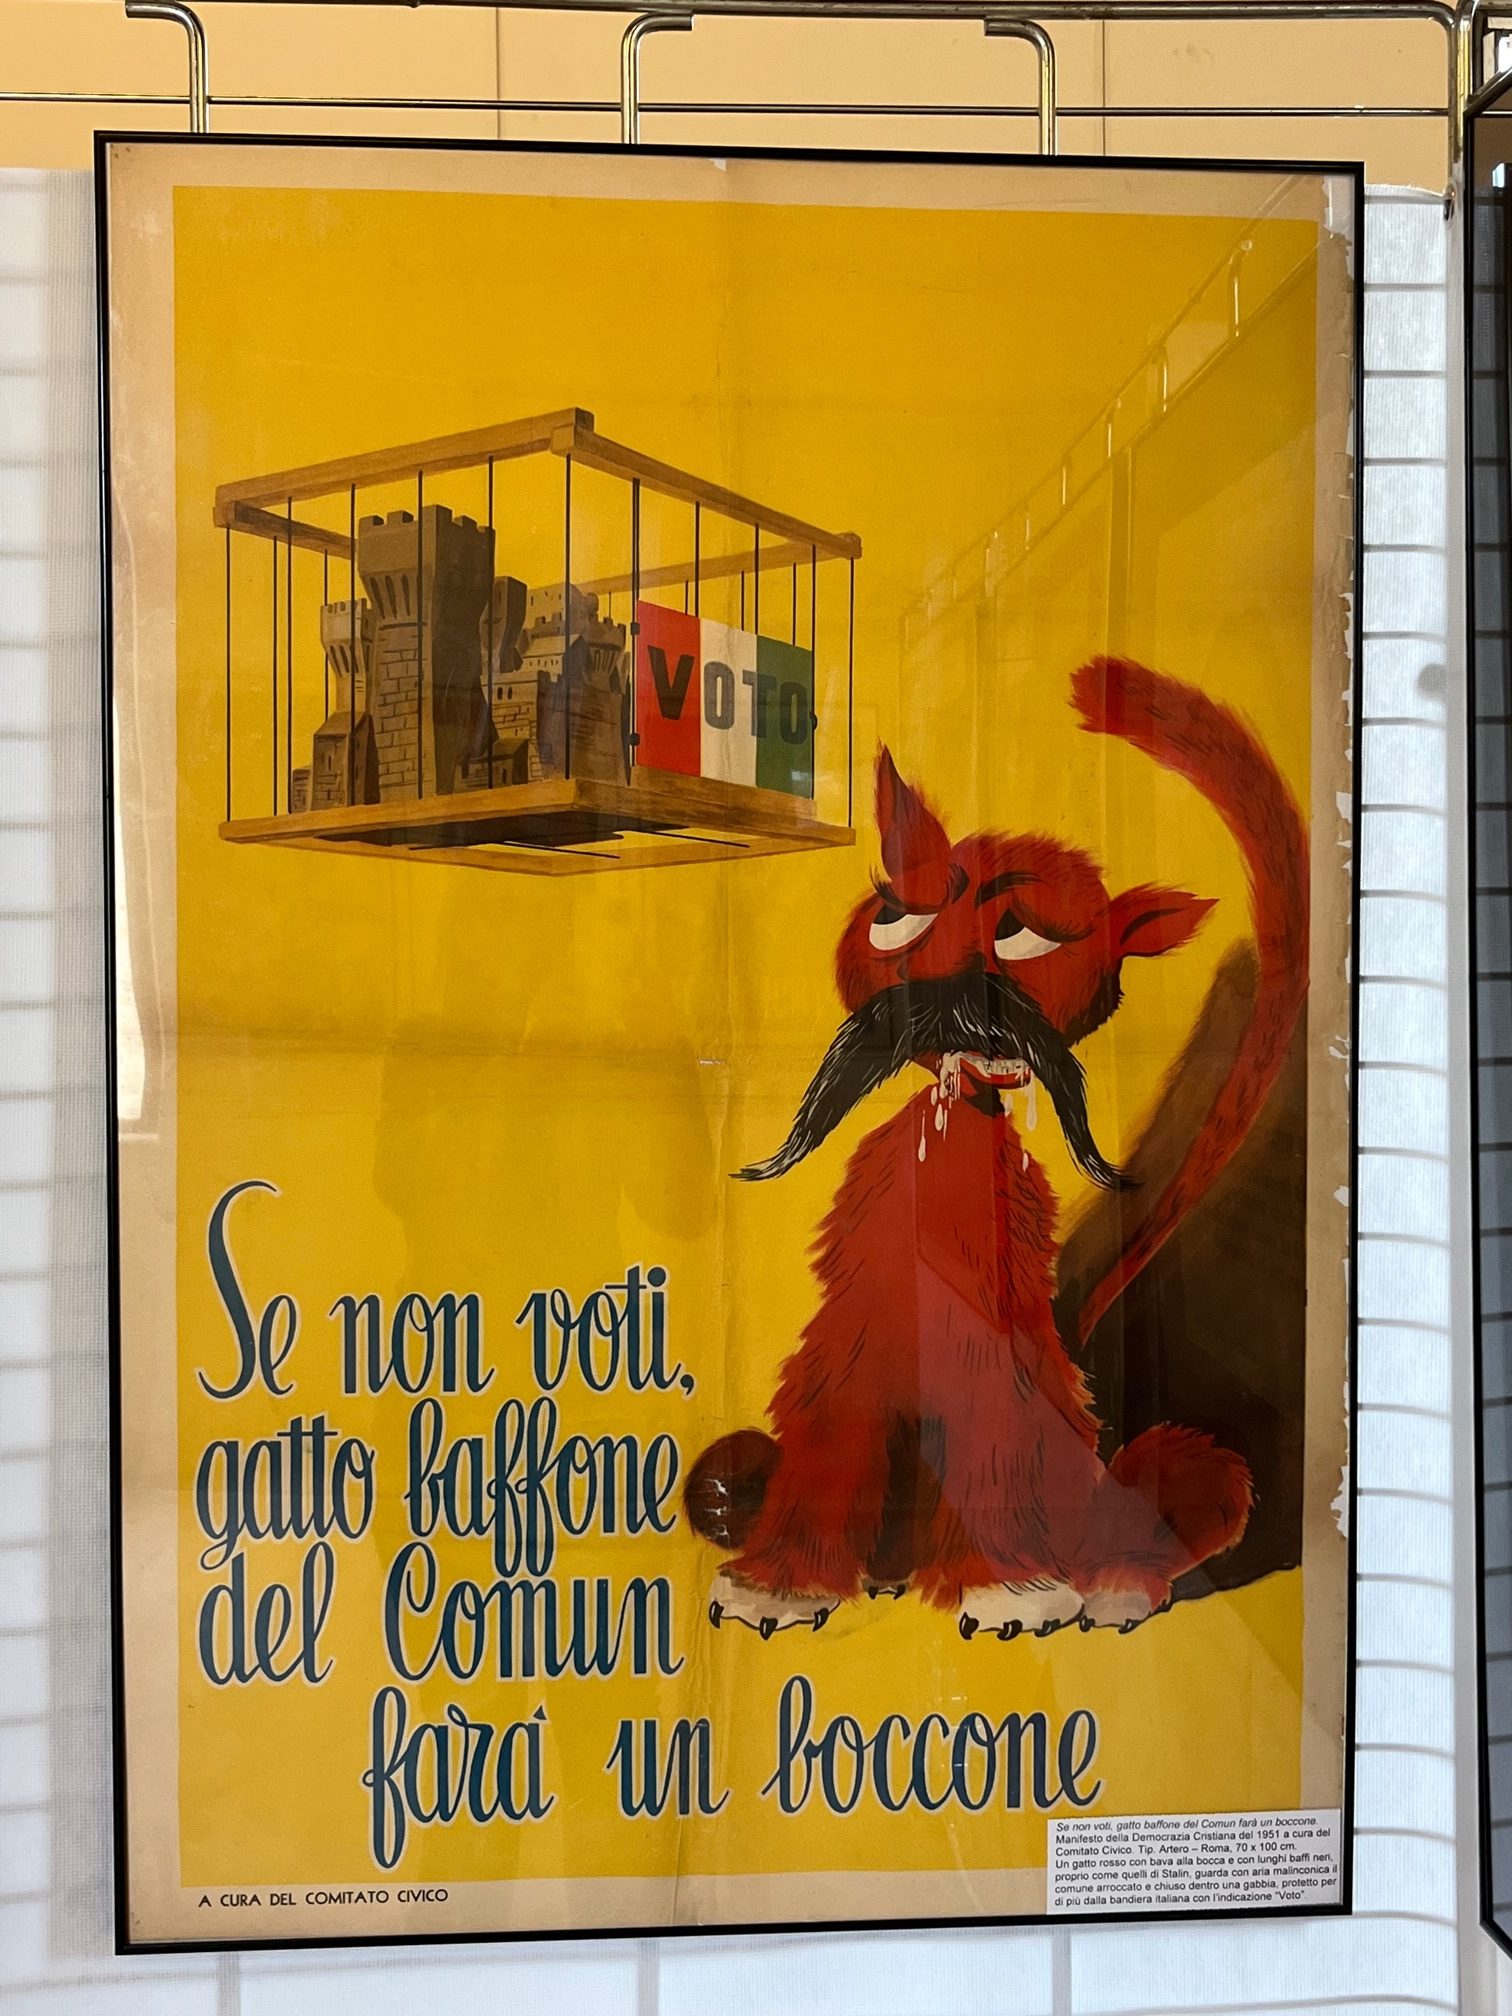 VOTO
Se non voti,
gatto baffone
del Comun
farà un boccone
A CURA DEL COMITATO CIVICO
Se non voti, gatto baffone del Comun farà un boccone.
Manifesto della Democrazia Cristiana del 1951 a cura del
Comitato Civico. Tip. Artero – Roma, 70 x 100 cm.
Un gatto rosso con bava alla bocca e con lunghi baffi neri,
proprio come quelli di Stalin, guarda con aria malinconica il
comune arroccato e chiuso dentro una gabbia, protetto per
di più dalla bandiera italiana con l'indicazione "Voto".